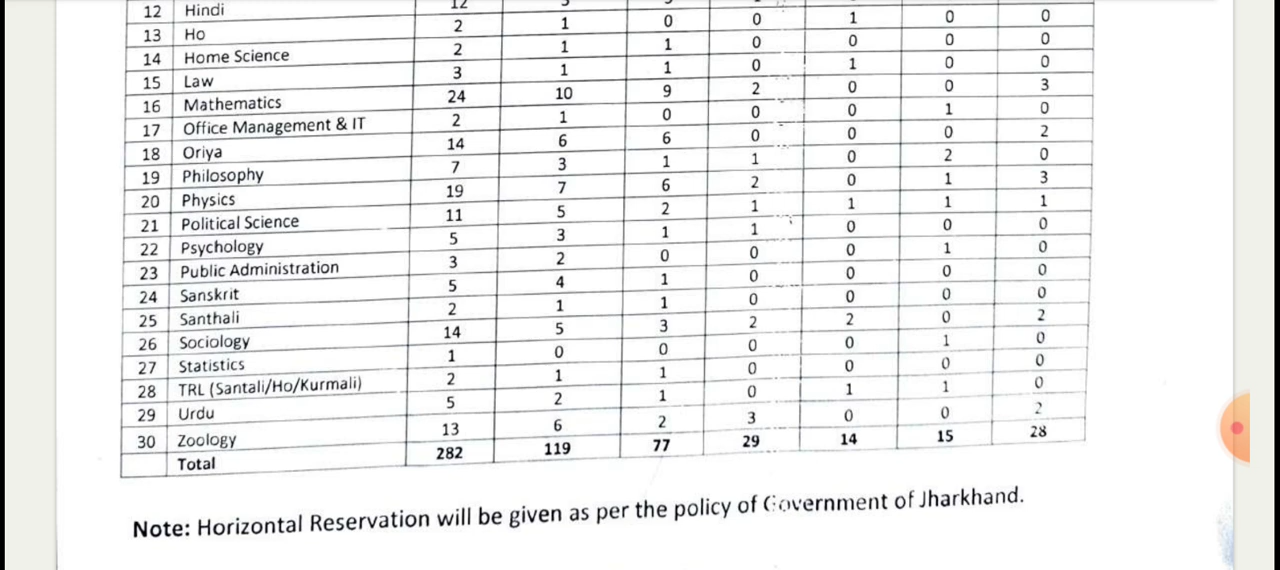 12 Hindi 12
13 Ho 2 1 0 0 1 0 0
14 Home Science 2 1 1 0 0 0 0
15 Law 3 1 1 0 1 0 0
16 Mathematics 24 10 9 2 0 0 3
17 Office Management & IT 2 1 0 0 0 1 0
18 Oriya 14 6 6 0 0 0 2
19 Philosophy 7 3 1 1 0 2 0
20 Physics 19 7 6 2 0 1 3
21 Political Science 11 5 2 1 1 1 1
22 Psychology 5 3 1 1 0 0 0
23 Public Administration 3 2 0 0 0 1 0
24 Sanskrit 5 4 1 0 0 0 0
25 Santhali 2 1 1 0 0 0 0
26 Sociology 14 5 3 2 2 0 2
27 Statistics 1 0 0 0 0 1 0
28 TRL (Santali/Ho/Kurmali) 2 1 1 0 0 0 0
29 Urdu 5 2 1 0 1 1 0
30 Zoology 13 6 2 3 0 0 2
Total 282 119 77 29 14 15 28
Note: Horizontal Reservation will be given as per the policy of Government of Jharkhand.